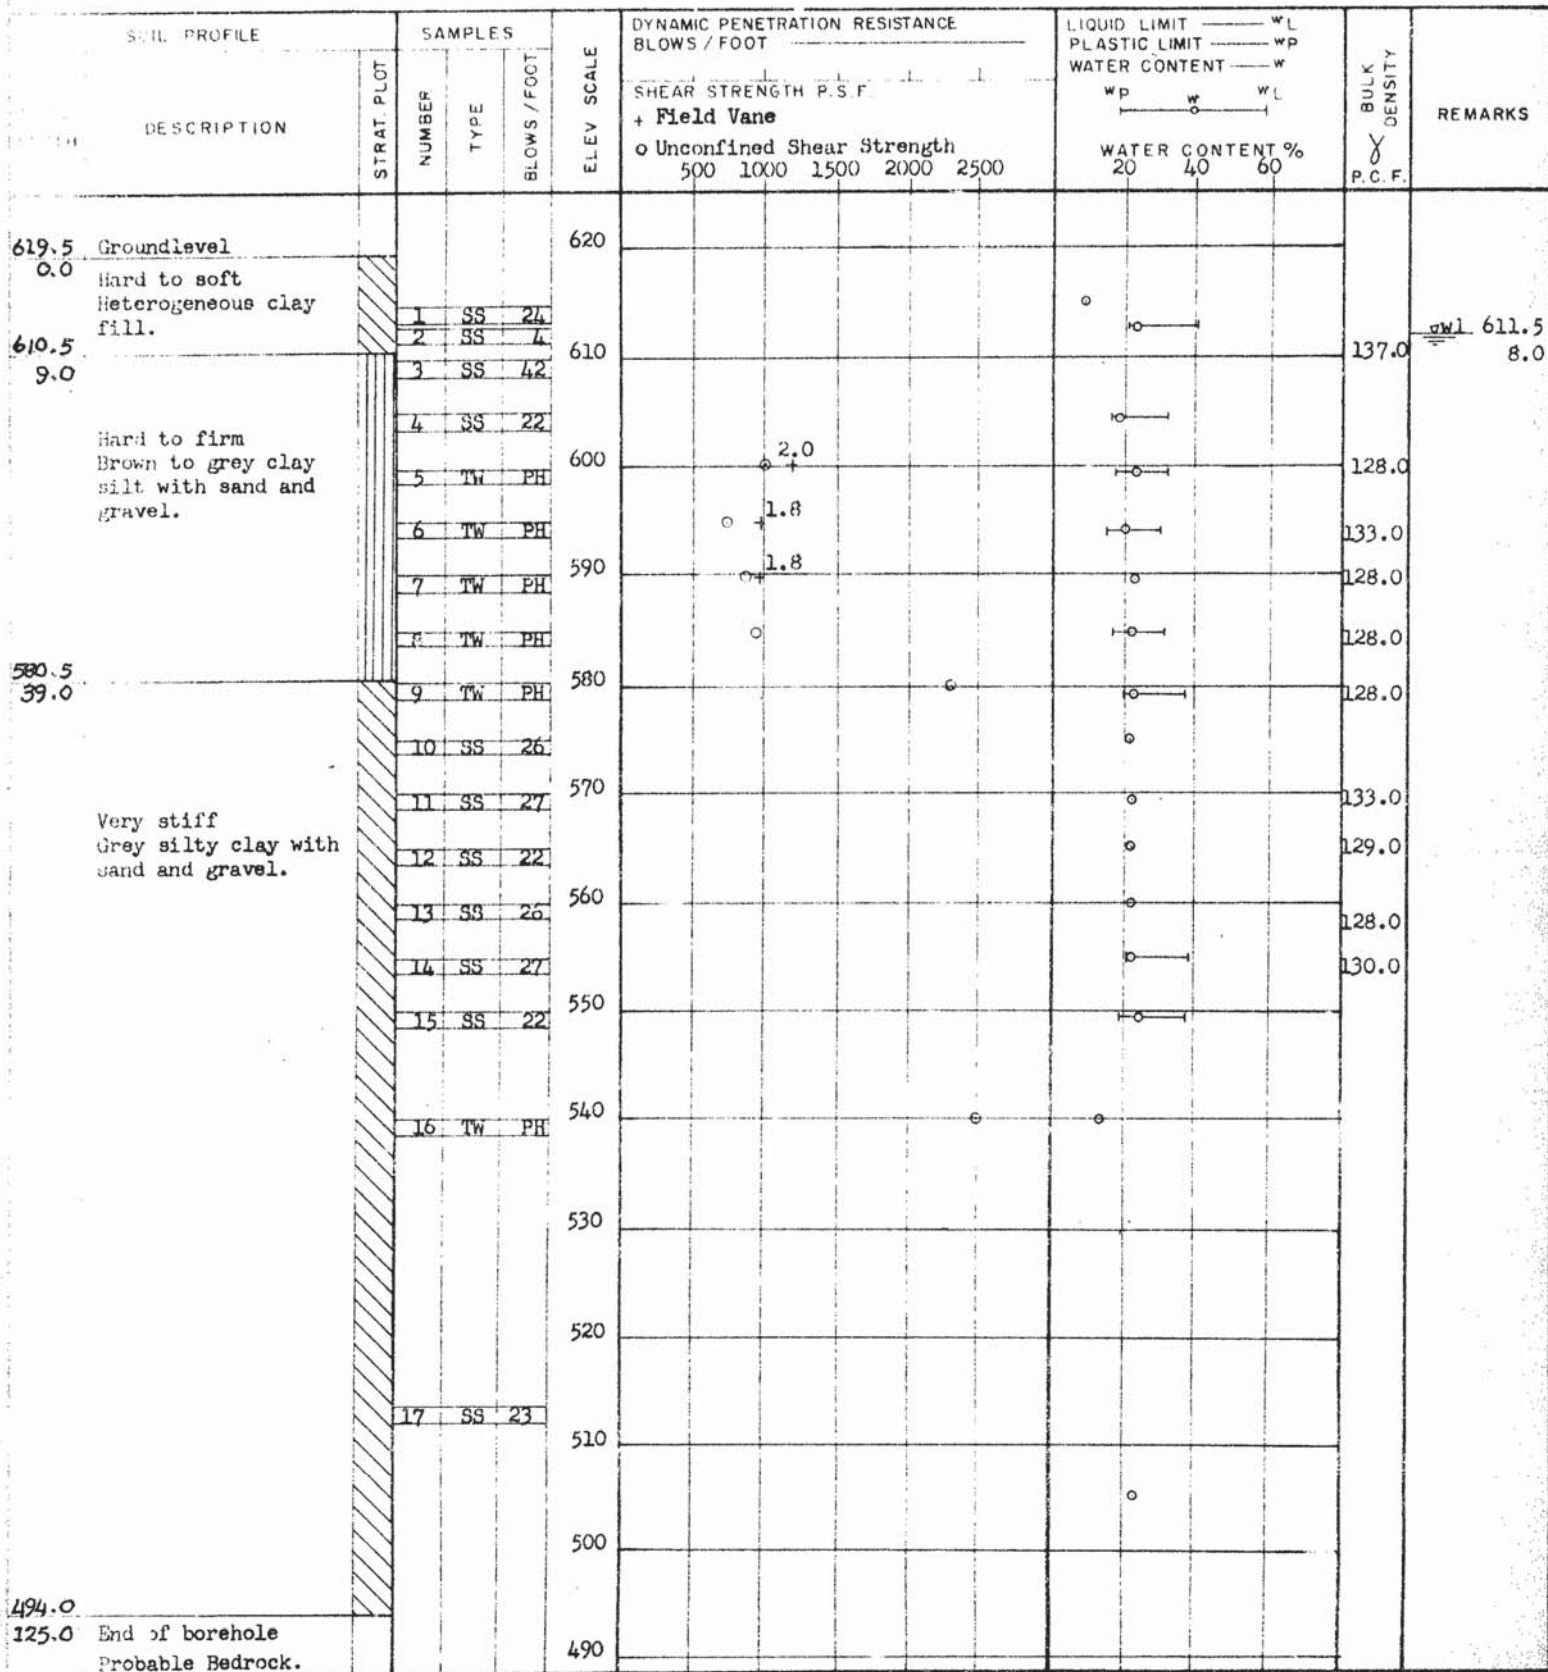 SOIL PROFILE
SAMPLES
DYNAMIC PENETRATION RESISTANCE
BLOWS / FOOT
LIQUID LIMIT —— wL
PLASTIC LIMIT —— wP
WATER CONTENT —— w
DESCRIPTION
STRAT. PLOT
NUMBER
TYPE
BLOWS / FOOT
ELEV SCALE
SHEAR STRENGTH P.S.F.
+ Field Vane
o Unconfined Shear Strength
500 1000 1500 2000 2500
wP w wL
WATER CONTENT %
20 40 60
BULK DENSITY
γ
P.C.F.
REMARKS
619.5 Groundlevel
0.0
Hard to soft
Heterogeneous clay
fill.
610.5
9.0
Hard to firm
Brown to grey clay
silt with sand and
gravel.
580.5
39.0
Very stiff
Grey silty clay with
sand and gravel.
494.0
125.0 End of borehole
Probable Bedrock.
1 SS 24
2 SS 4
3 SS 42
4 SS 22
5 TW PH
6 TW PH
7 TW PH
8 TW PH
9 TW PH
10 SS 26
11 SS 27
12 SS 22
13 SS 26
14 SS 27
15 SS 22
16 TW PH
17 SS 23
620
610
600
590
580
570
560
550
540
530
520
510
500
490
2.0
1.8
1.8
137.0
128.0
133.0
128.0
128.0
128.0
133.0
129.0
128.0
130.0
wl 611.5
8.0